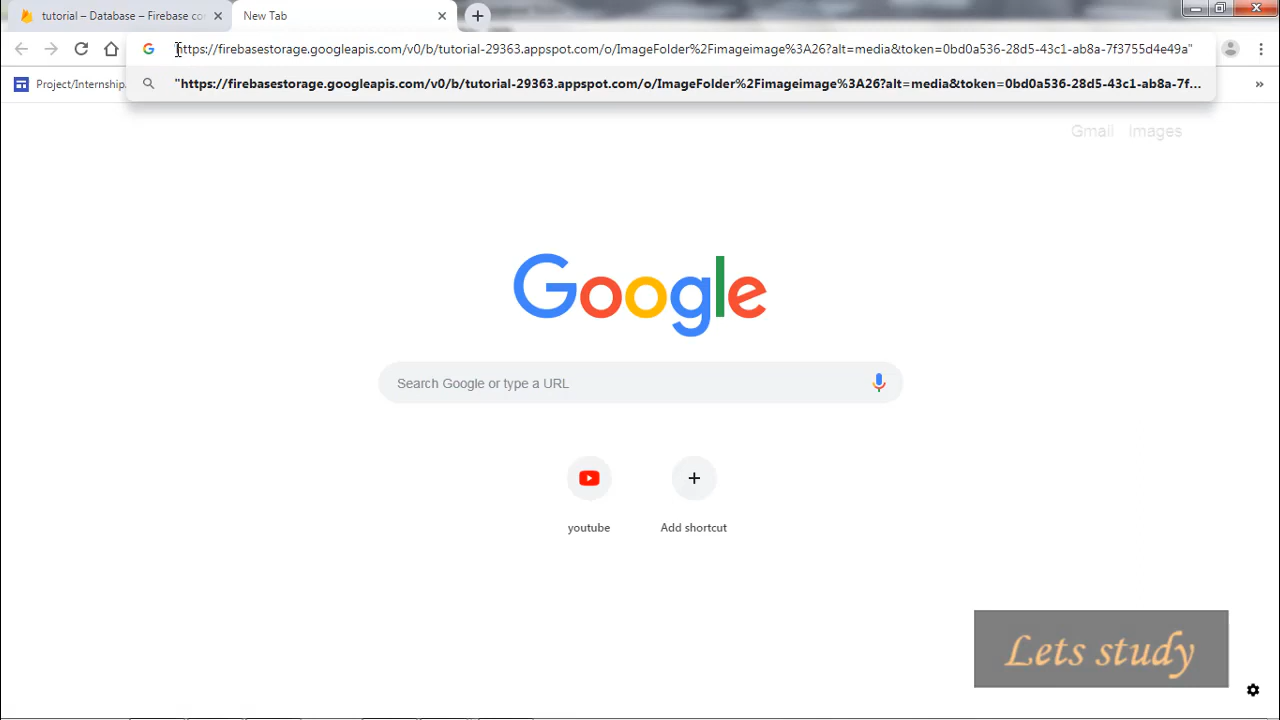 tutorial – Database – Firebase co
New Tab
https://firebasestorage.googleapis.com/v0/b/tutorial-29363.appspot.com/o/ImageFolder%2Fimageimage%3A26?alt=media&token=0bd0a536-28d5-43c1-ab8a-7f3755d4e49a"
Project/Internship
"https://firebasestorage.googleapis.com/v0/b/tutorial-29363.appspot.com/o/ImageFolder%2Fimageimage%3A26?alt=media&token=0bd0a536-28d5-43c1-ab8a-7f...
»
Gmail Images
Google
Search Google or type a URL
youtube
Add shortcut
Lets study